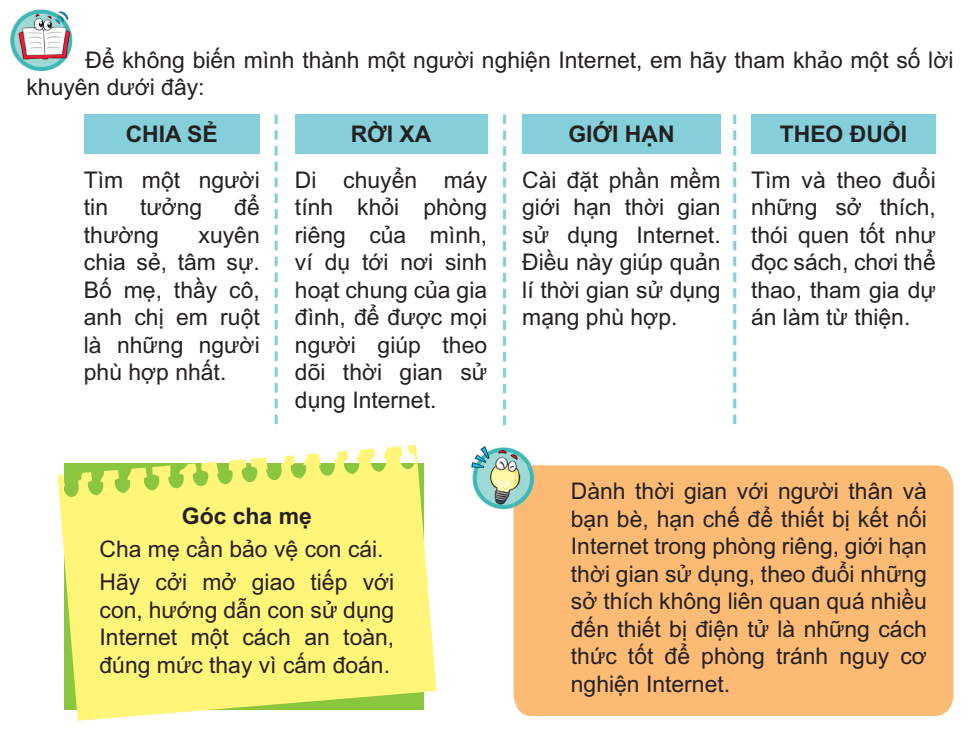 Để không biến mình thành một người nghiện Internet, em hãy tham khảo một số lời
khuyên dưới đây:
CHIA SẺ
Tìm một người
tin tưởng để
thường xuyên
chia sẻ, tâm sự.
Bố mẹ, thầy cô,
anh chị em ruột
là những người
phù hợp nhất.
RỜI XA
Di chuyển máy
tính khỏi phòng
riêng của mình,
ví dụ tới nơi sinh
hoạt chung của gia
đình, để được mọi
người giúp theo
dõi thời gian sử
dụng Internet.
GIỚI HẠN
Cài đặt phần mềm
giới hạn thời gian
sử dụng Internet.
Điều này giúp quản
lí thời gian sử dụng
mạng phù hợp.
THEO ĐUỔI
Tìm và theo đuổi
những sở thích,
thói quen tốt như
đọc sách, chơi thể
thao, tham gia dự
án làm từ thiện.
Góc cha mẹ
Cha mẹ cần bảo vệ con cái.
Hãy cởi mở giao tiếp với
con, hướng dẫn con sử dụng
Internet một cách an toàn,
đúng mức thay vì cấm đoán.
Dành thời gian với người thân và
bạn bè, hạn chế để thiết bị kết nối
Internet trong phòng riêng, giới hạn
thời gian sử dụng, theo đuổi những
sở thích không liên quan quá nhiều
đến thiết bị điện tử là những cách
thức tốt để phòng tránh nguy cơ
nghiện Internet.